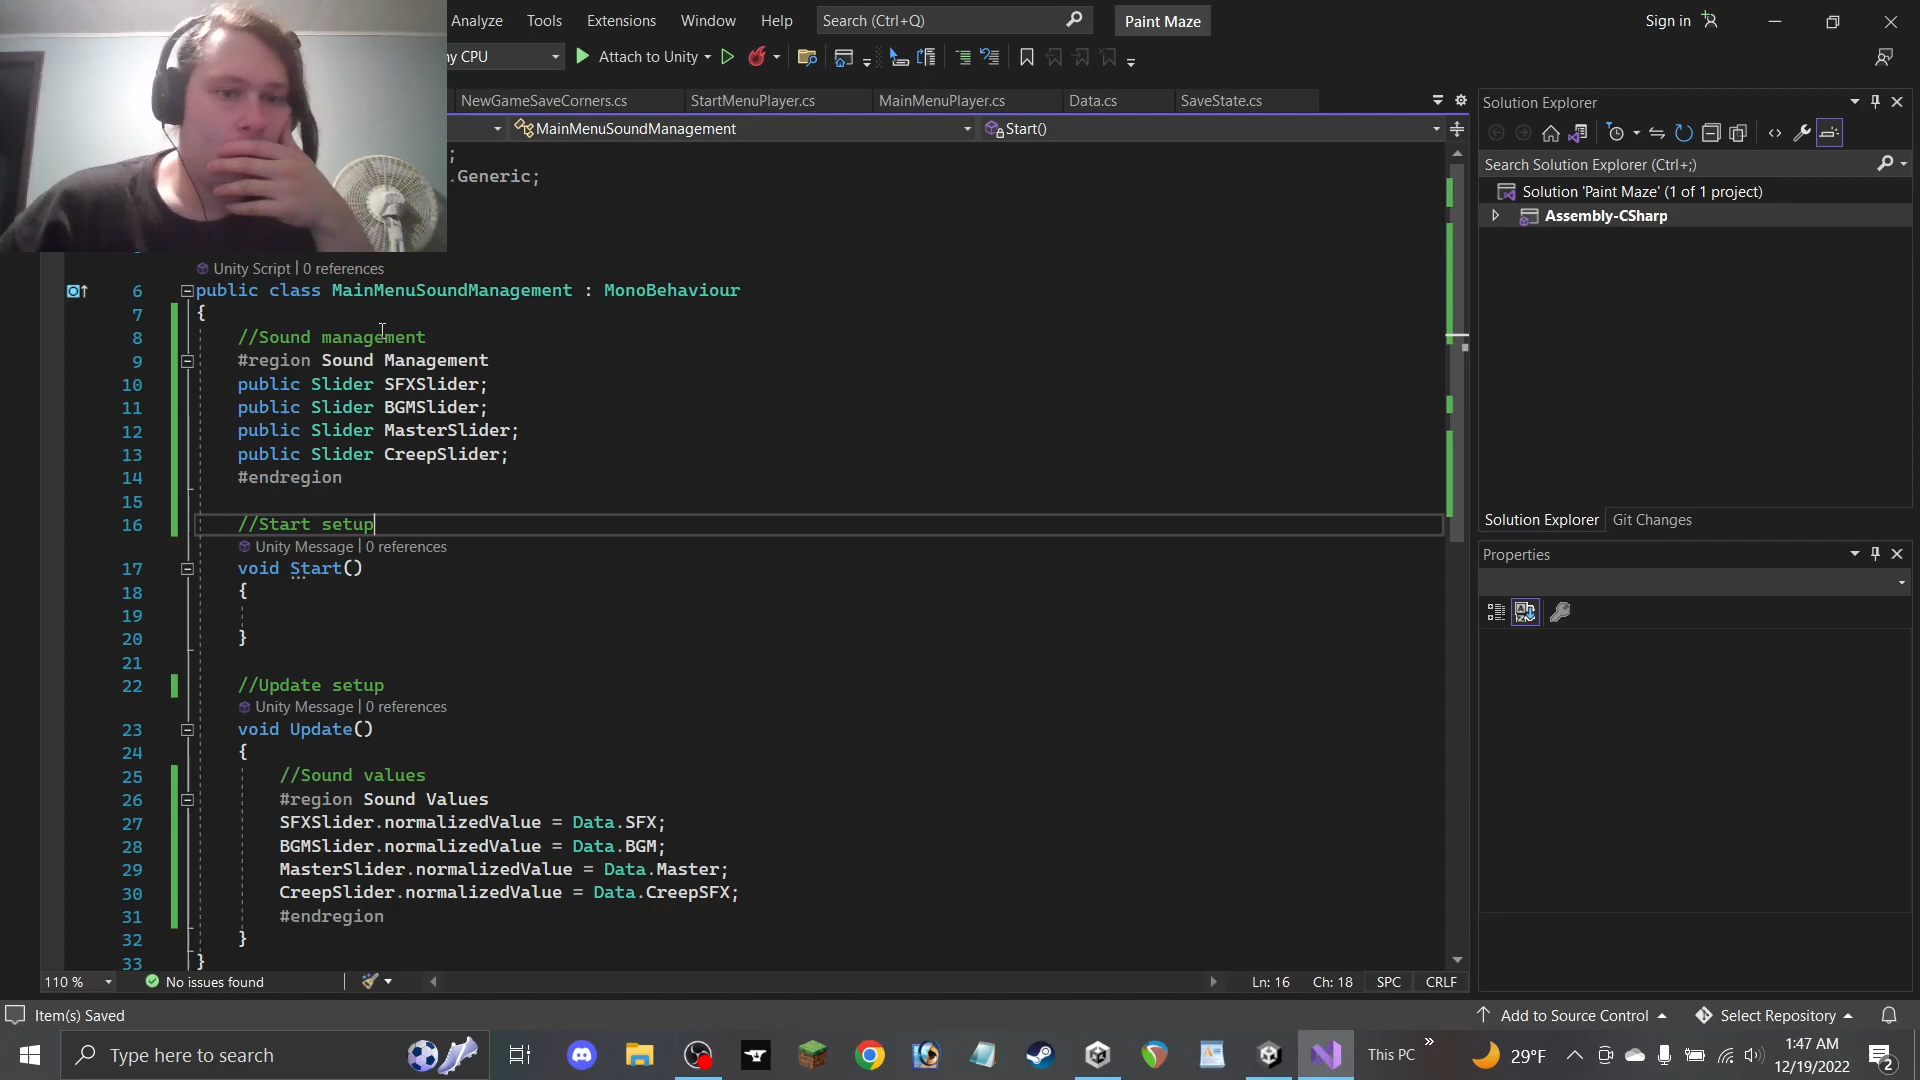 Analyze Tools Extensions Window Help Search (Ctrl+Q) Paint Maze Sign in
ny CPU Attach to Unity
NewGameSaveCorners.cs StartMenuPlayer.cs MainMenuPlayer.cs Data.cs SaveState.cs
MainMenuSoundManagement Start()
;
.Generic;
Unity Script | 0 references
6 public class MainMenuSoundManagement : MonoBehaviour
7 {
8 //Sound management
9 #region Sound Management
10 public Slider SFXSlider;
11 public Slider BGMSlider;
12 public Slider MasterSlider;
13 public Slider CreepSlider;
14 #endregion
15
16 //Start setup
Unity Message | 0 references
17 void Start()
18 {
19
20 }
21
22 //Update setup
Unity Message | 0 references
23 void Update()
24 {
25 //Sound values
26 #region Sound Values
27 SFXSlider.normalizedValue = Data.SFX;
28 BGMSlider.normalizedValue = Data.BGM;
29 MasterSlider.normalizedValue = Data.Master;
30 CreepSlider.normalizedValue = Data.CreepSFX;
31 #endregion
32 }
33 }
110 % No issues found Ln: 16 Ch: 18 SPC CRLF
Solution Explorer
Search Solution Explorer (Ctrl+;)
Solution 'Paint Maze' (1 of 1 project)
Assembly-CSharp
Solution Explorer Git Changes
Properties
Item(s) Saved Add to Source Control Select Repository
Type here to search This PC 29°F 1:47 AM
12/19/2022 2